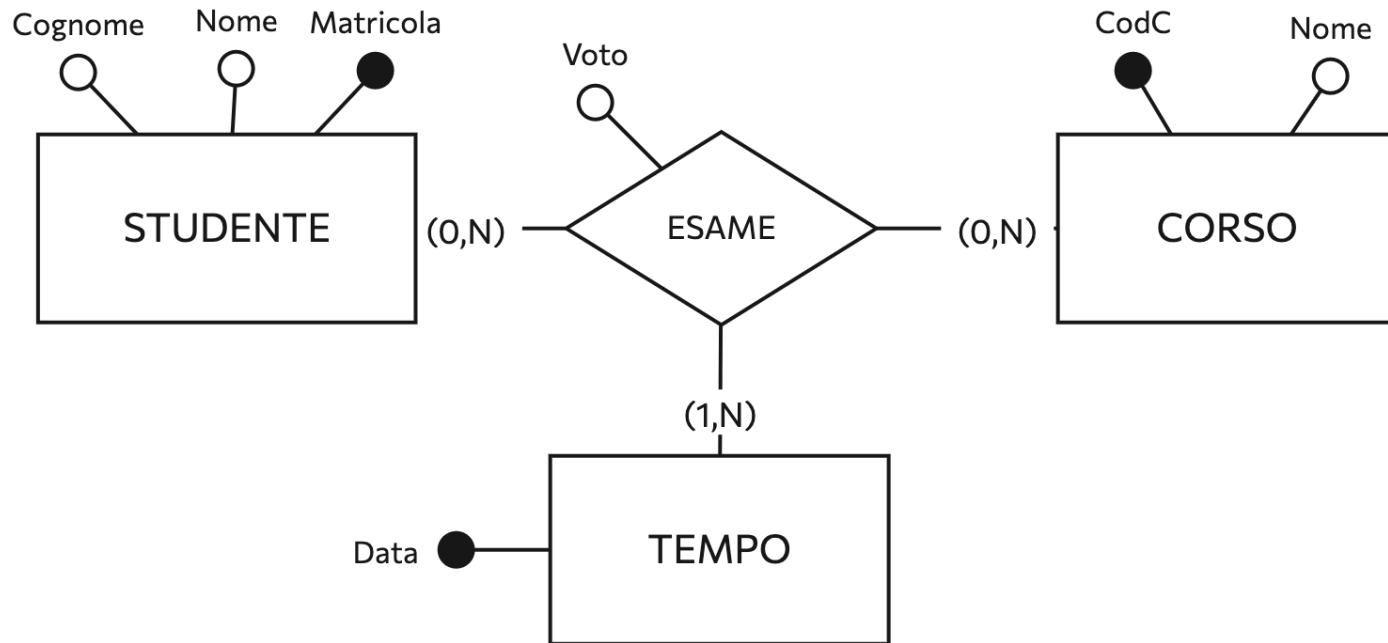 Cognome
Nome
Matricola
Voto
CodC
Nome
STUDENTE
(0,N)
ESAME
(0,N)
CORSO
(1,N)
Data
TEMPO